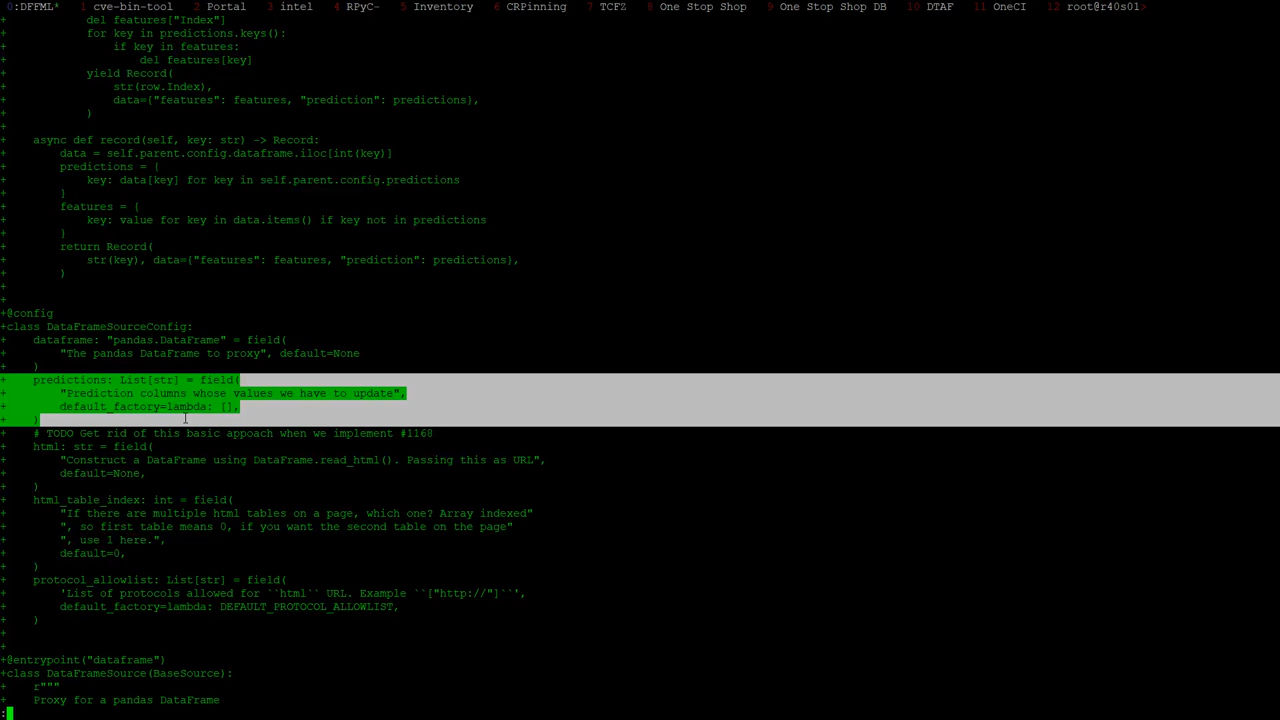 0:DFFML* 1 cve-bin-tool 2 Portal 3 intel 4 RPyC- 5 Inventory 6 CRPinning 7 TCF2 8 One Stop Shop 9 One Stop Shop DB 10 DTAF 11 OneCI 12 root@r40s01>
+            del features["Index"]
+            for key in predictions.keys():
+                if key in features:
+                    del features[key]
+            yield Record(
+                str(row.Index),
+                data={"features": features, "prediction": predictions},
+            )
+
+    async def record(self, key: str) -> Record:
+        data = self.parent.config.dataframe.iloc[int(key)]
+        predictions = {
+            key: data[key] for key in self.parent.config.predictions
+        }
+        features = {
+            key: value for key in data.items() if key not in predictions
+        }
+        return Record(
+            str(key), data={"features": features, "prediction": predictions},
+        )
+
+
+@config
+class DataFrameSourceConfig:
+    dataframe: "pandas.DataFrame" = field(
+        "The pandas DataFrame to proxy", default=None
+    )
+    predictions: List[str] = field(
+        "Prediction columns whose values we have to update",
+        default_factory=lambda: [],
+    )
+    # TODO Get rid of this basic appoach when we implement #1168
+    html: str = field(
+        "Construct a DataFrame using DataFrame.read_html(). Passing this as URL",
+        default=None,
+    )
+    html_table_index: int = field(
+        "If there are multiple html tables on a page, which one? Array indexed"
+        ", so first table means 0, if you want the second table on the page"
+        ", use 1 here.",
+        default=0,
+    )
+    protocol_allowlist: List[str] = field(
+        'List of protocols allowed for ``html`` URL. Example ``["http://"]``',
+        default_factory=lambda: DEFAULT_PROTOCOL_ALLOWLIST,
+    )
+
+
+@entrypoint("dataframe")
+class DataFrameSource(BaseSource):
+    r"""
+    Proxy for a pandas DataFrame
: